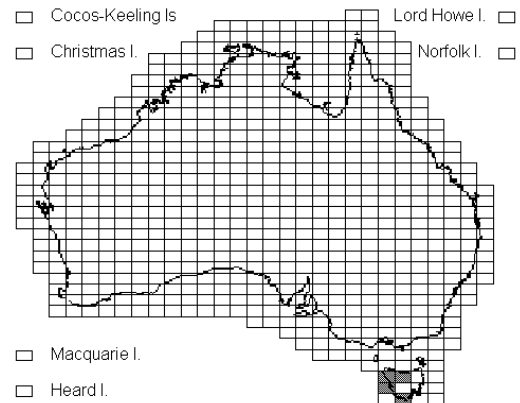 Cocos-Keeling Is
Lord Howe I.
Christmas I.
Norfolk I.
Macquarie I.
Heard I.